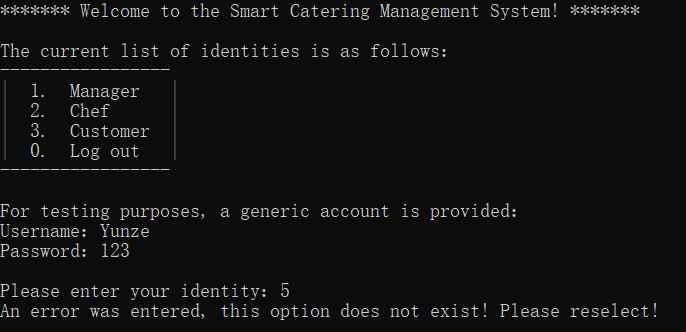 ******* Welcome to the Smart Catering Management System! *******
The current list of identities is as follows:
-----------------
| 1. Manager |
| 2. Chef |
| 3. Customer |
| 0. Log out |
-----------------
For testing purposes, a generic account is provided:
Username: Yunze
Password: 123
Please enter your identity: 5
An error was entered, this option does not exist! Please reselect!